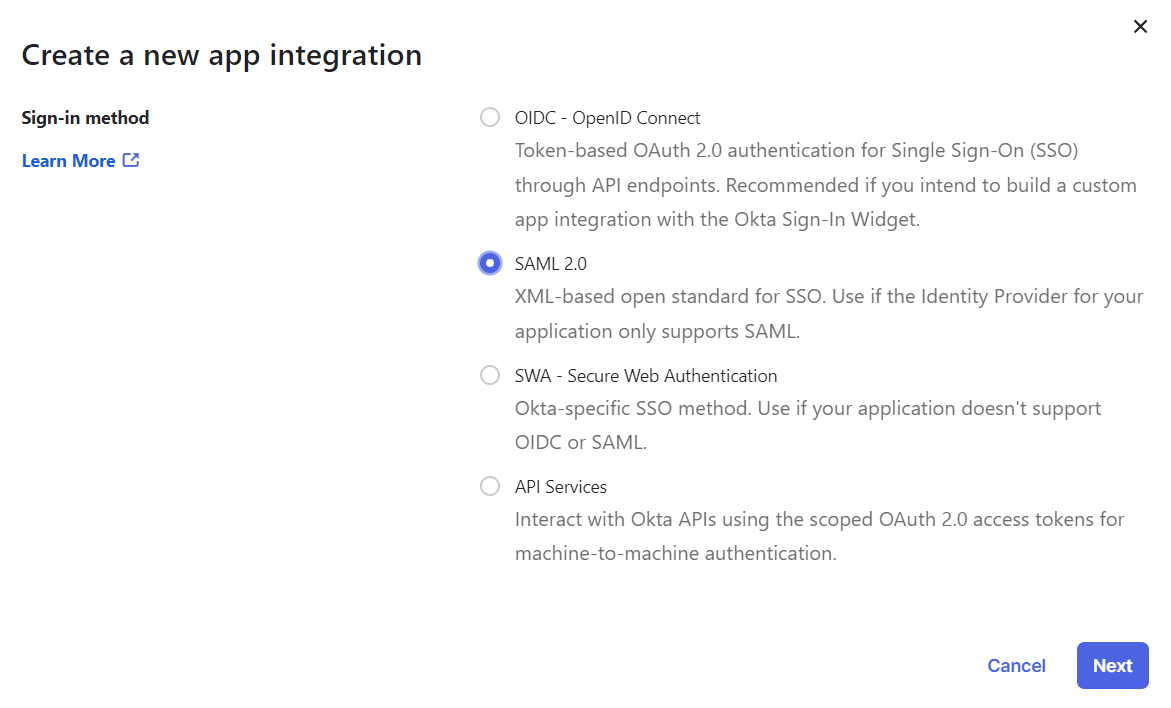 Create a new app integration
Sign-in method
Learn More
OIDC - OpenID Connect
Token-based OAuth 2.0 authentication for Single Sign-On (SSO)
through API endpoints. Recommended if you intend to build a custom
app integration with the Okta Sign-In Widget.
SAML 2.0
XML-based open standard for SSO. Use if the Identity Provider for your
application only supports SAML.
SWA - Secure Web Authentication
Okta-specific SSO method. Use if your application doesn't support
OIDC or SAML.
API Services
Interact with Okta APIs using the scoped OAuth 2.0 access tokens for
machine-to-machine authentication.
Cancel
Next